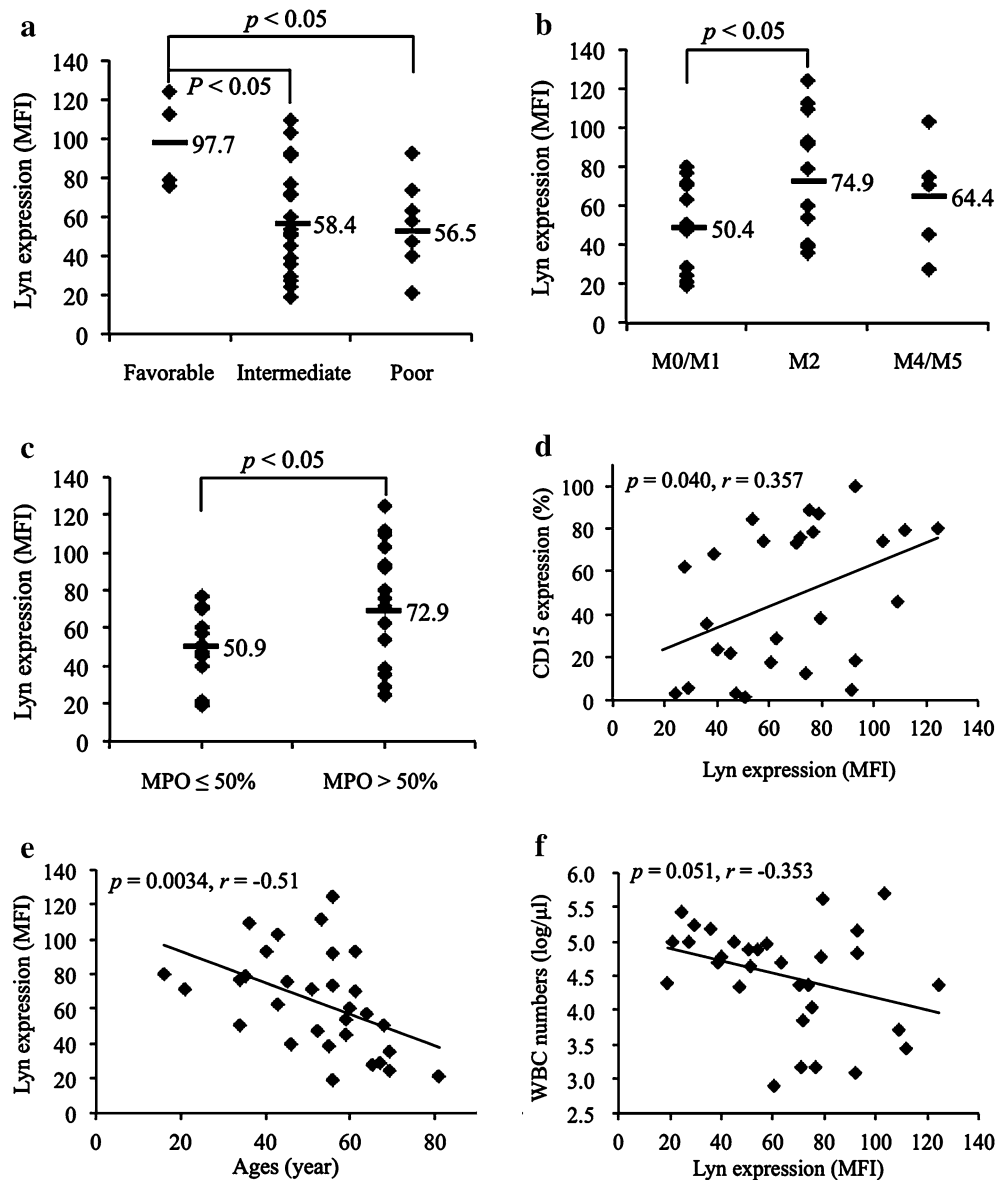 a
p < 0.05
P < 0.05
Lyn expression (MFI)
140
120
100
80
60
40
20
0
97.7
58.4
56.5
Favorable Intermediate Poor
b
p < 0.05
Lyn expression (MFI)
140
120
100
80
60
40
20
0
50.4
74.9
64.4
M0/M1 M2 M4/M5
c
p < 0.05
Lyn expression (MFI)
140
120
100
80
60
40
20
0
50.9
72.9
MPO ≤ 50% MPO > 50%
d
p = 0.040, r = 0.357
CD15 expression (%)
100
80
60
40
20
0
0 20 40 60 80 100 120 140
Lyn expression (MFI)
e
p = 0.0034, r = -0.51
Lyn expression (MFI)
140
120
100
80
60
40
20
0
0 20 40 60 80
Ages (year)
f
p = 0.051, r = -0.353
WBC numbers (log/μl)
6.0
5.5
5.0
4.5
4.0
3.5
3.0
2.5
0 20 40 60 80 100 120 140
Lyn expression (MFI)